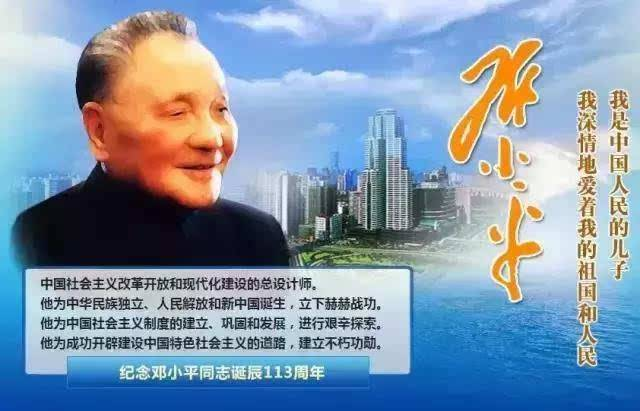 邓小平
我是中国人民的儿子
我深情地爱着我的祖国和人民
中国社会主义改革开放和现代化建设的总设计师。
他为中华民族独立、人民解放和新中国诞生，立下赫赫战功。
他为中国社会主义制度的建立、巩固和发展，进行艰辛探索。
他为成功开辟建设中国特色社会主义的道路，建立不朽功勋。
纪念邓小平同志诞辰113周年